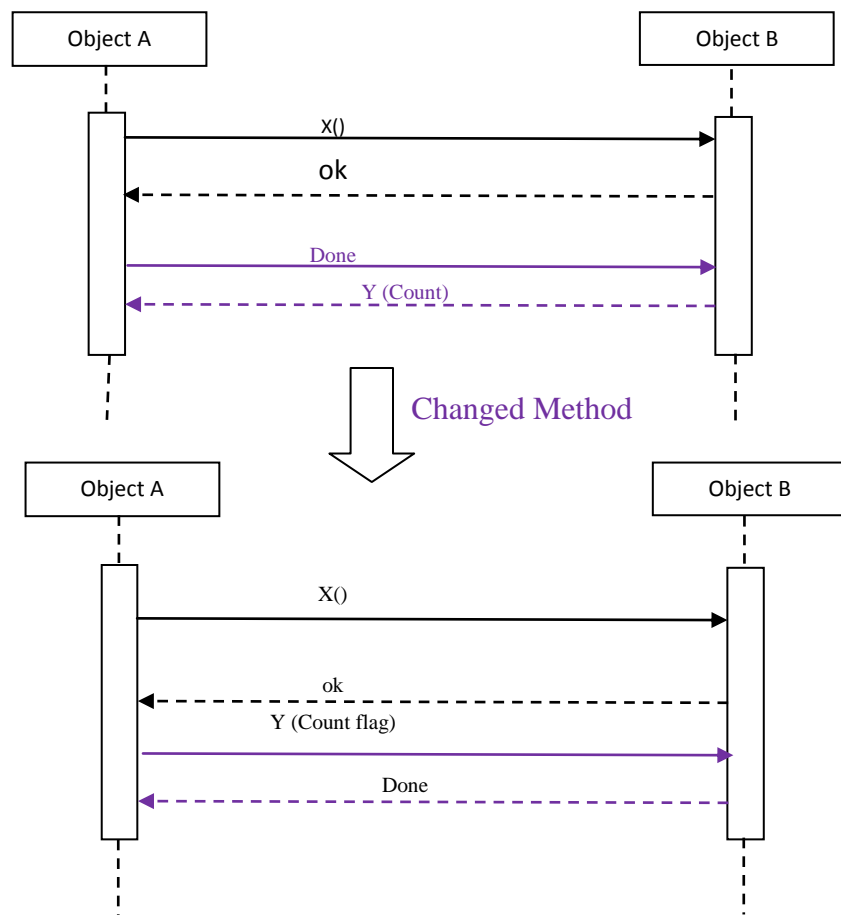 Object A
Object B
X()
ok
Done
Y (Count)
Changed Method
Object A
Object B
X()
ok
Y (Count flag)
Done